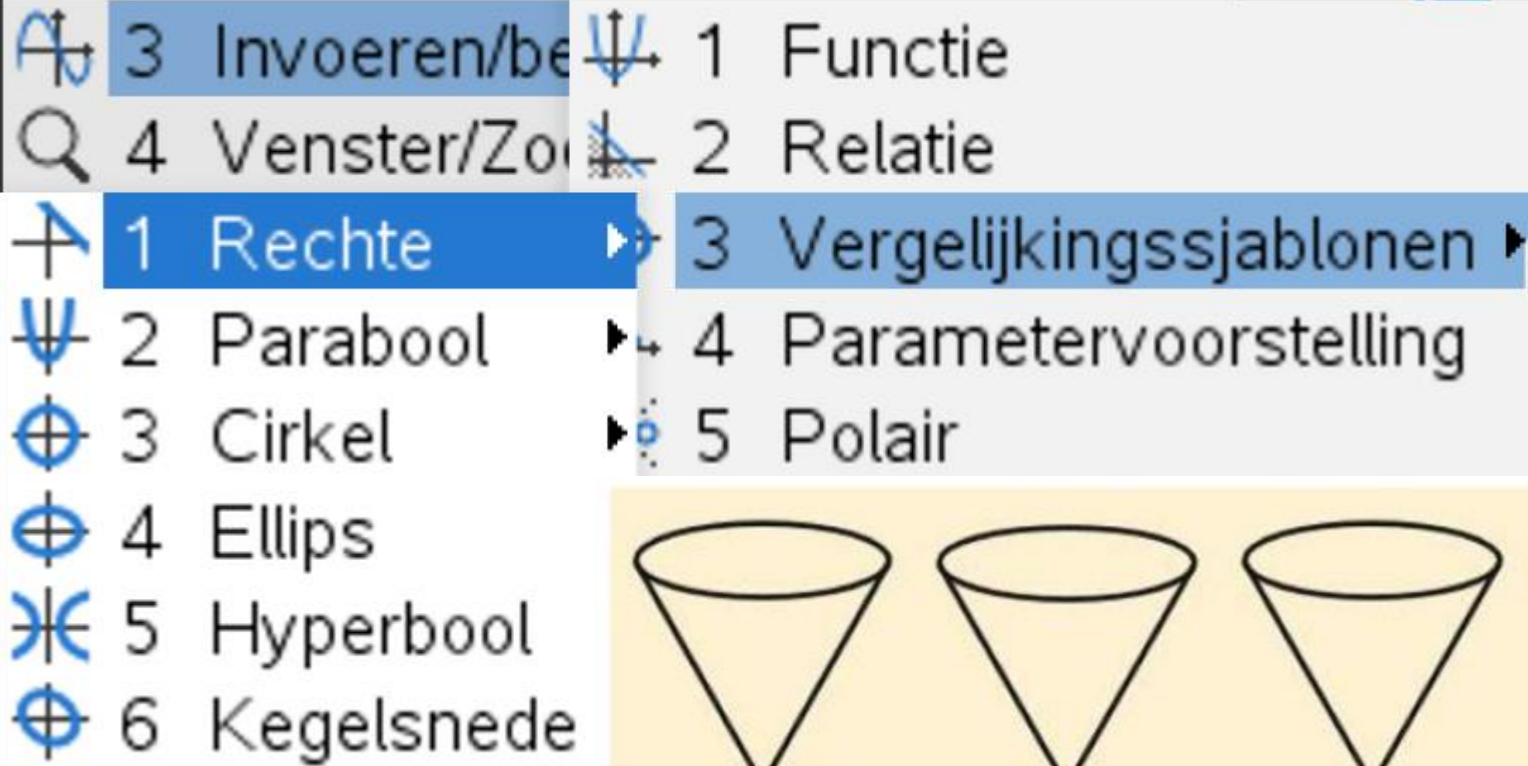 3 Invoeren/be
4 Venster/Zo
1 Functie
2 Relatie
3 Vergelijkingssjablonen
4 Parametervoorstelling
5 Polair
1 Rechte
2 Parabool
3 Cirkel
4 Ellips
5 Hyperbool
6 Kegelsnede